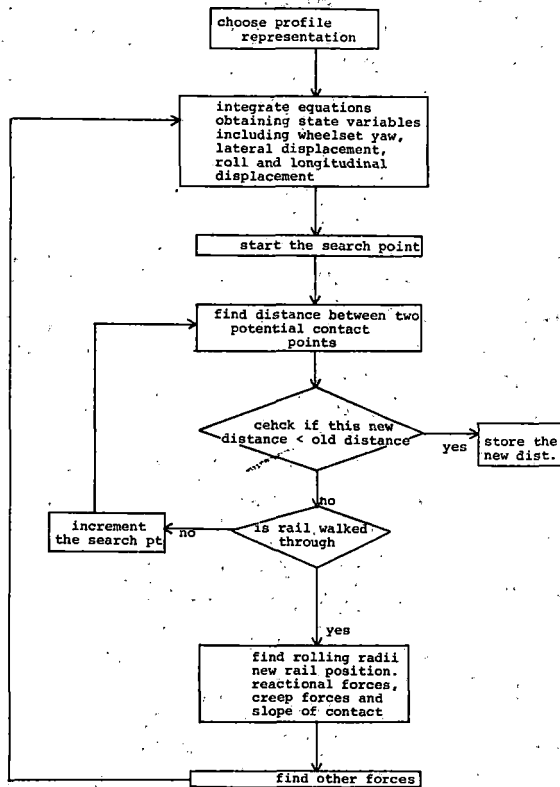 choose profile
representation
integrate equations
obtaining state variables
including wheelset yaw,
lateral displacement,
roll and longitudinal
displacement
start the search point
find distance between two
potential contact
points
cehck if this new
distance < old distance
yes
store the
new dist.
no
is rail walked
through
no
increment
the search pt
yes
find rolling radii
new rail position.
reactional forces,
creep forces and
slope of contact
find other forces